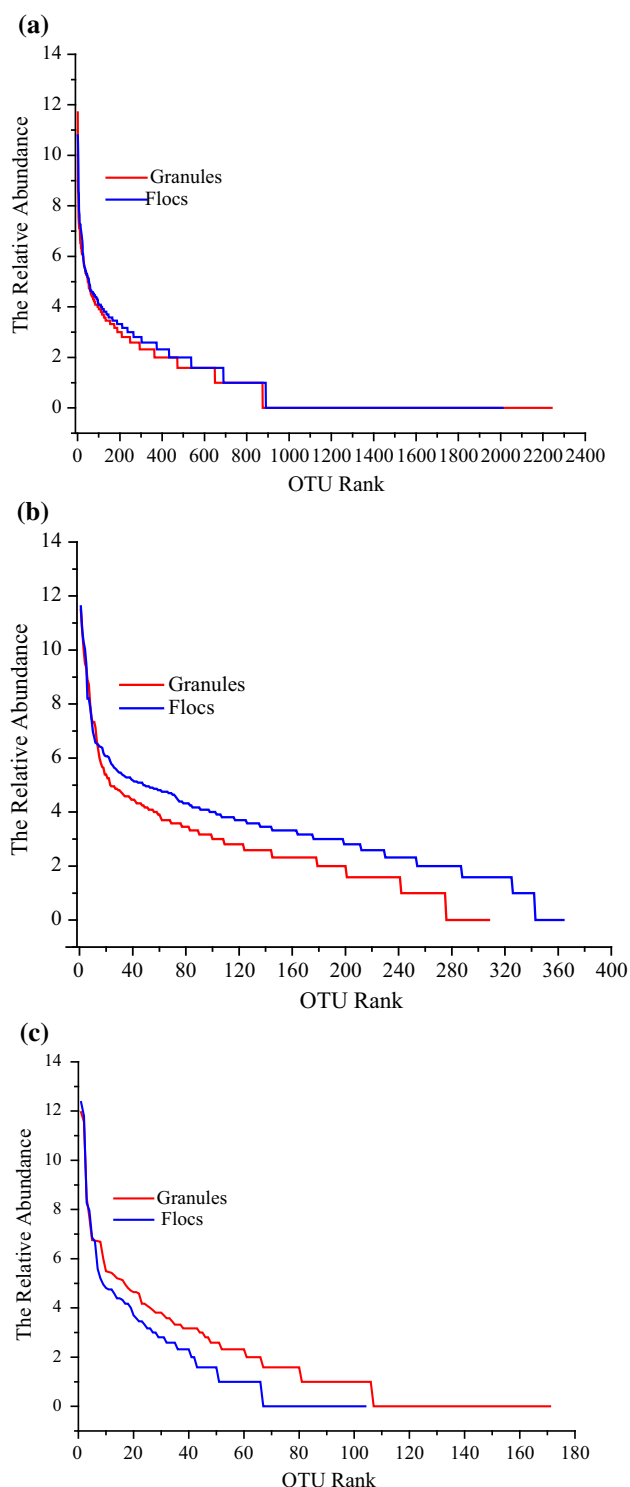 (a)
14
12
10
8
6
4
2
0
The Relative Abundance
Granules
Flocs
0 200 400 600 800 1000 1200 1400 1600 1800 2000 2200 2400
OTU Rank
(b)
14
12
10
8
6
4
2
0
The Relative Abundance
Granules
Flocs
0 40 80 120 160 200 240 280 320 360 400
OTU Rank
(c)
14
12
10
8
6
4
2
0
The Relative Abundance
Granules
Flocs
0 20 40 60 80 100 120 140 160 180
OTU Rank